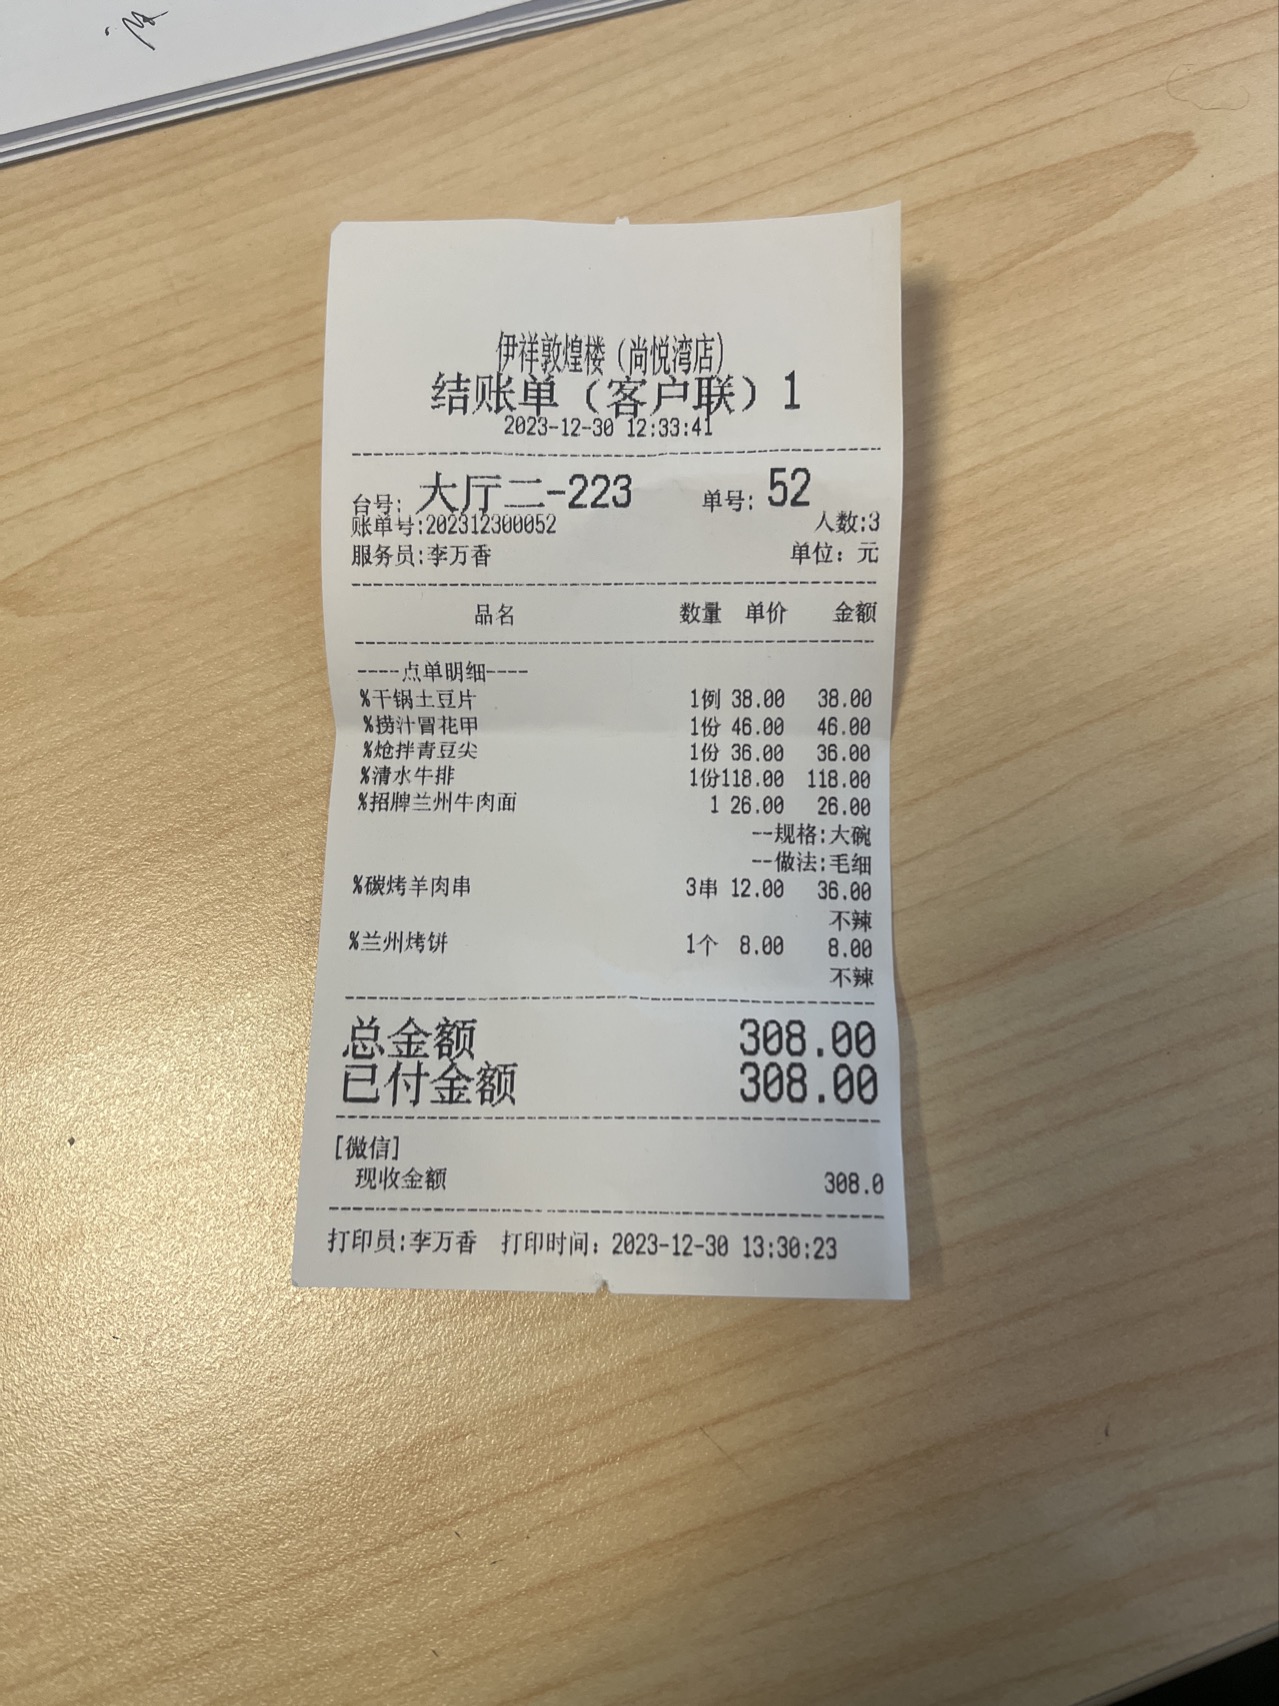 伊祥敦煌楼（尚悦湾店）
结账单（客户联）1
2023-12-30 12:33:41
台号: 大厅二-223 单号: 52
账单号:202312300052 人数:3
服务员:李万香 单位: 元
品名 数量 单价 金额
----点单明细----
%干锅土豆片 1例 38.00 38.00
%捞汁冒花甲 1份 46.00 46.00
%炝拌青豆尖 1份 36.00 36.00
%清水牛排 1份118.00 118.00
%招牌兰州牛肉面 1 26.00 26.00
--规格:大碗
--做法:毛细
%碳烤羊肉串 3串 12.00 36.00
不辣
%兰州烤饼 1个 8.00 8.00
不辣
总金额 308.00
已付金额 308.00
[微信]
现收金额 308.0
打印员:李万香 打印时间: 2023-12-30 13:30:23